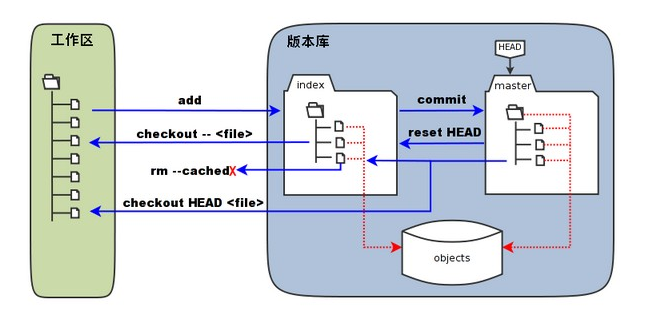 工作区
版本库
HEAD
index
master
add
commit
checkout -- <file>
reset HEAD
rm --cachedX
checkout HEAD <file>
objects